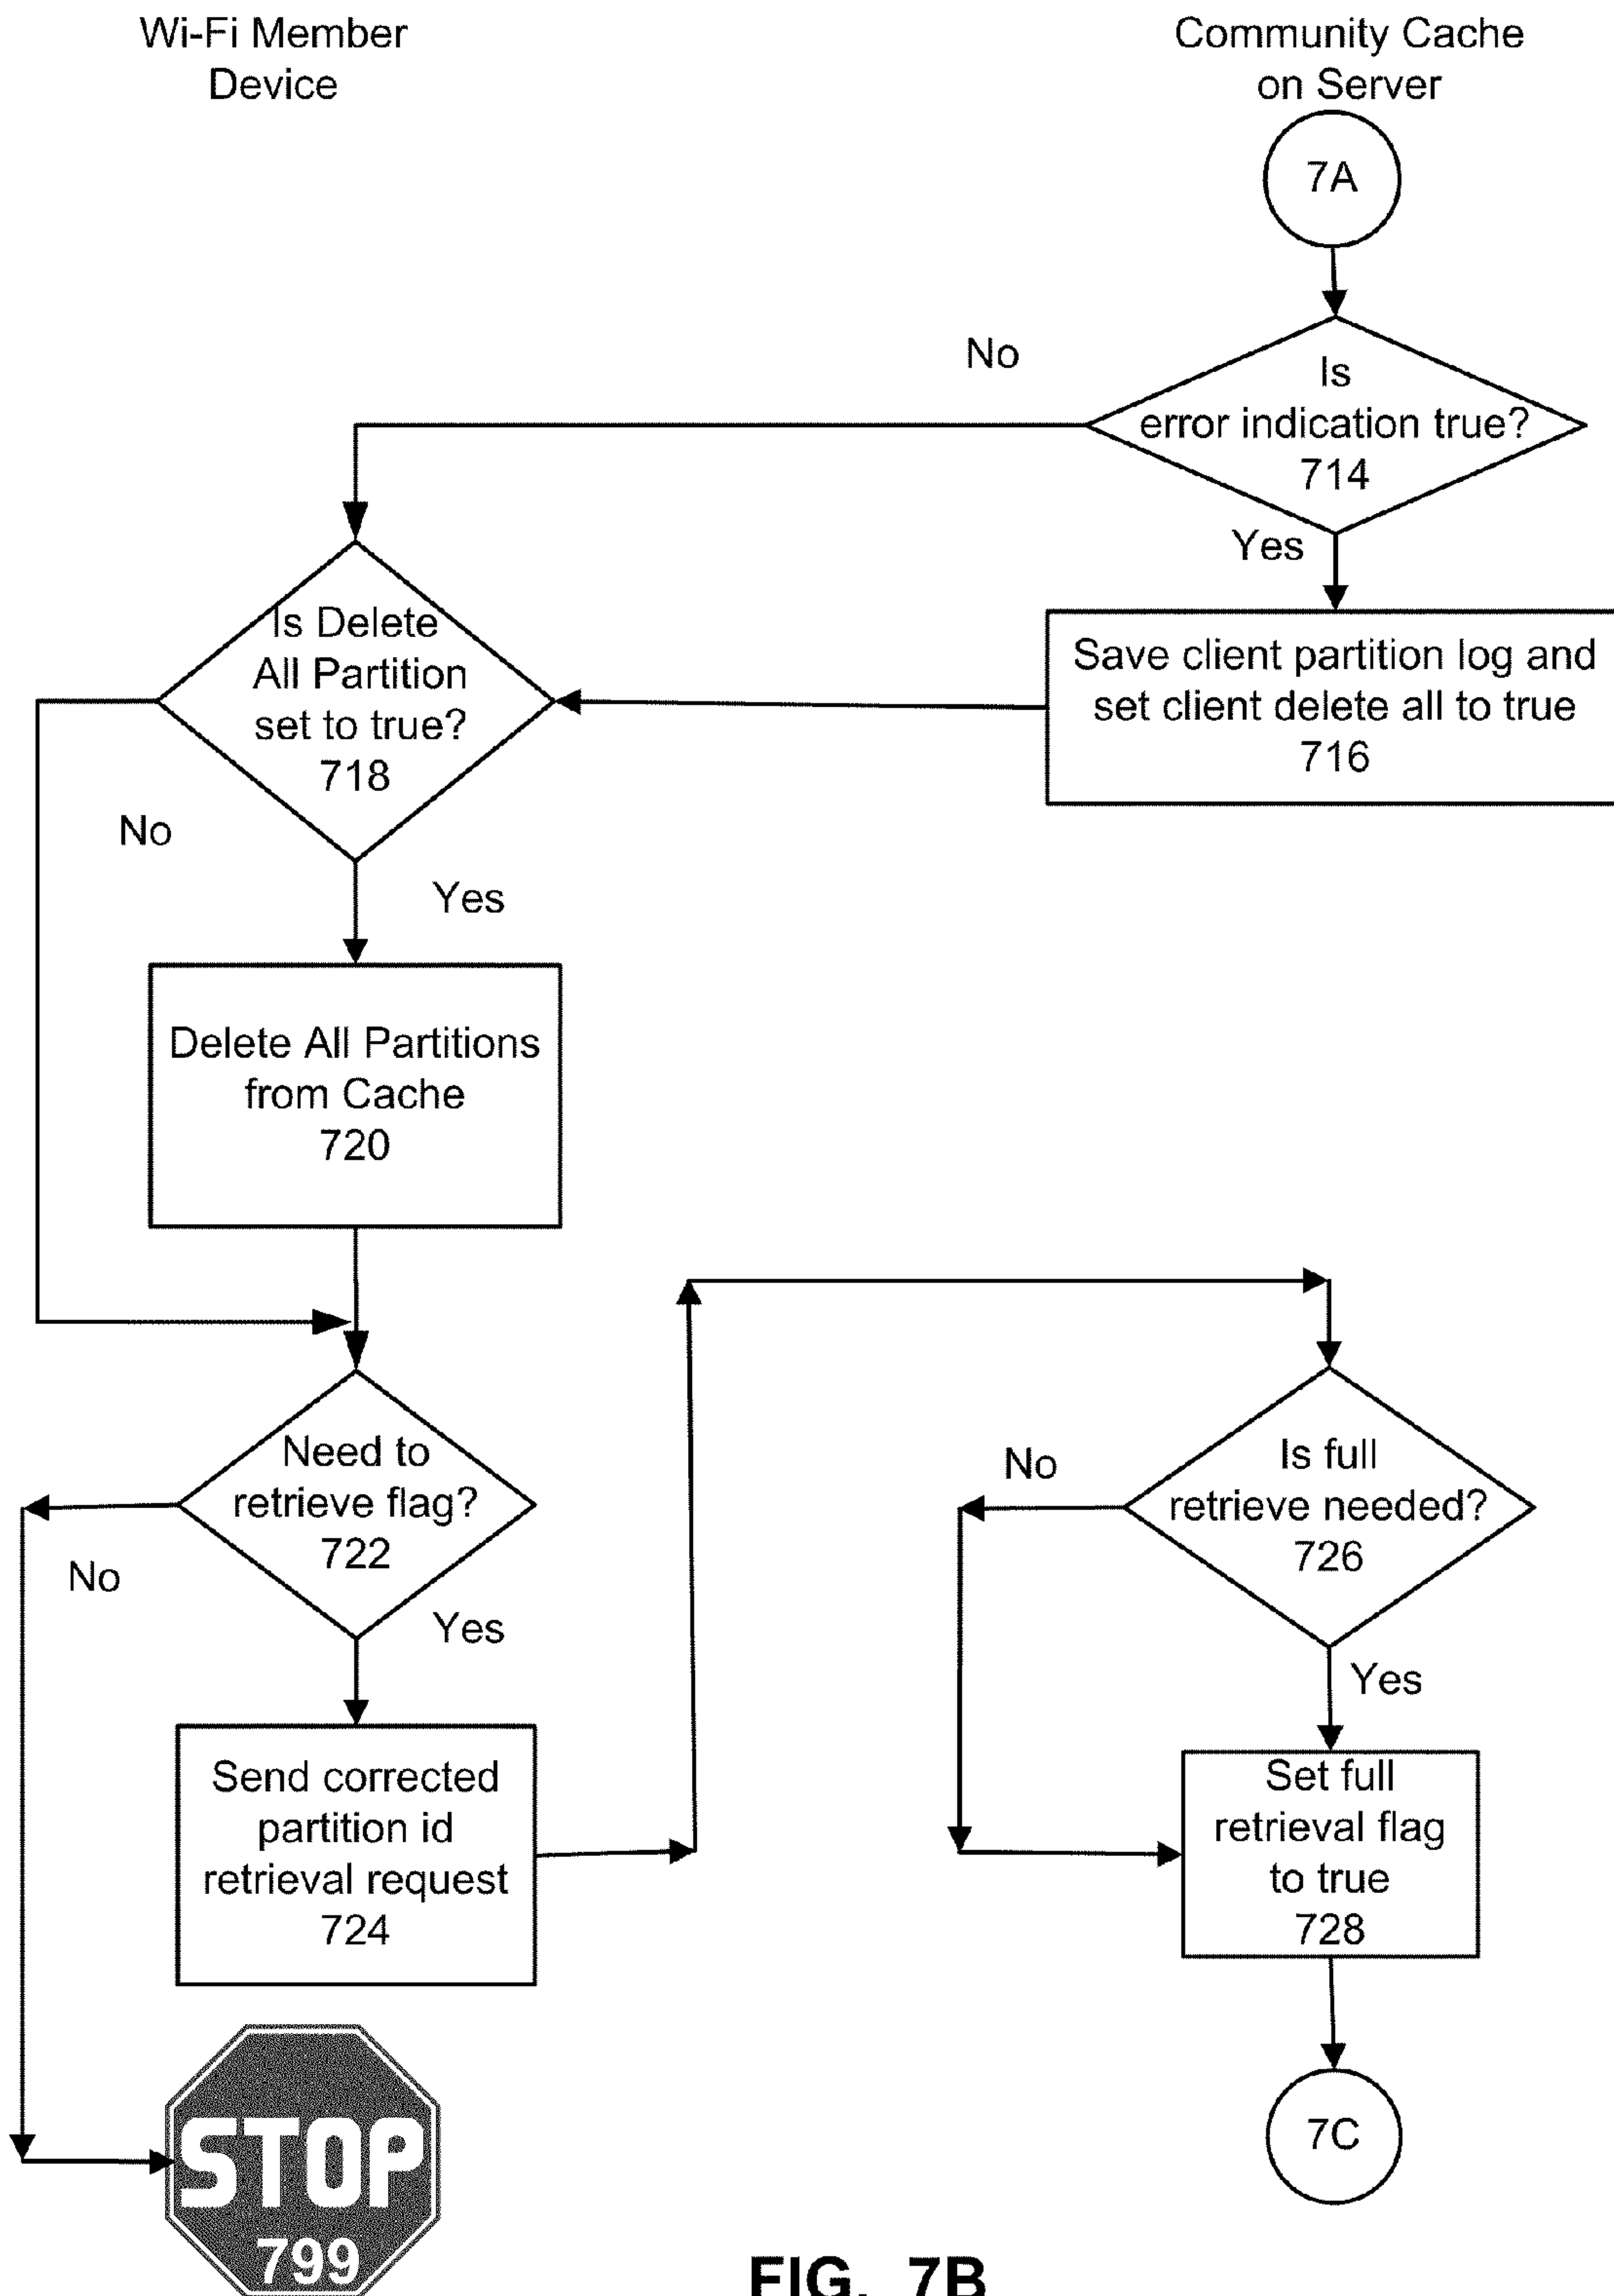 Wi-Fi Member
Device
Community Cache
on Server
7A
No
Is
error indication true?
714
Yes
Save client partition log and
set client delete all to true
716
Is Delete
All Partition
set to true?
718
No
Yes
Delete All Partitions
from Cache
720
Need to
retrieve flag?
722
No
Yes
Send corrected
partition id
retrieval request
724
No
Is full
retrieve needed?
726
Yes
Set full
retrieval flag
to true
728
7C
STOP
799
FIG. 7B